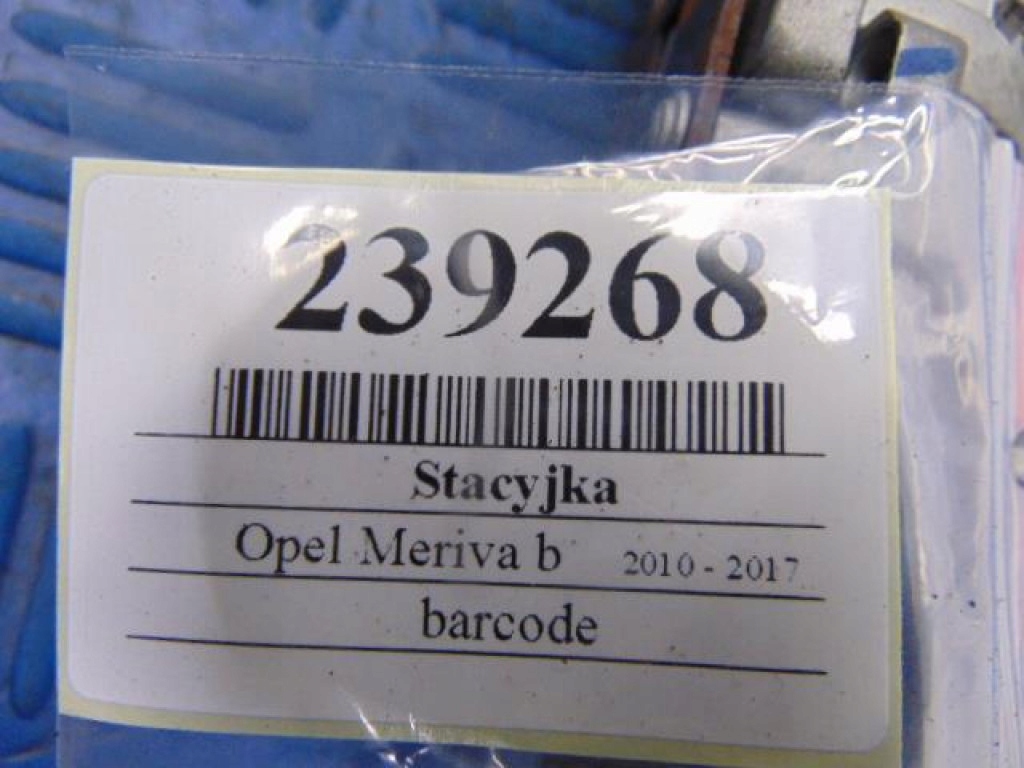 239268
Stacyjka
Opel Meriva b 2010 - 2017
barcode